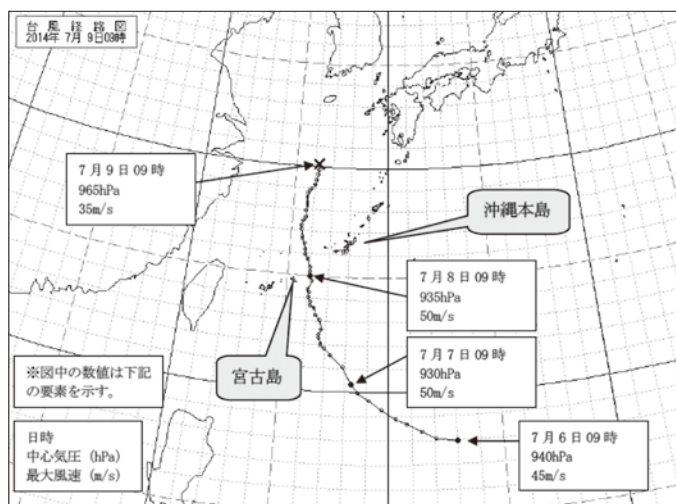 台 風 経 路 図
2014年 7月 9日09時
7月9日09時
965hPa
35m/s
沖縄本島
7月8日09時
935hPa
50m/s
宮古島
7月7日09時
930hPa
50m/s
※図中の数値は下記
の要素を示す。
日時
中心気圧 (hPa)
最大風速 (m/s)
7月6日09時
940hPa
45m/s